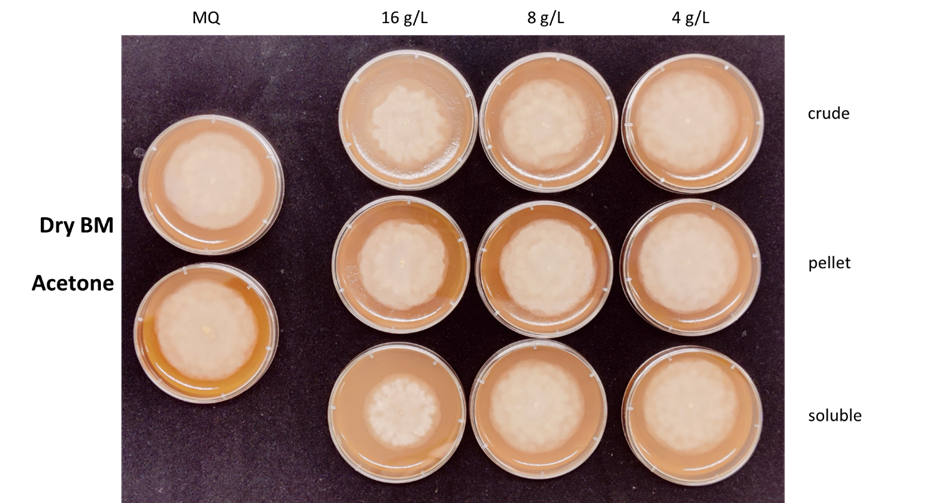 MQ 16 g/L 8 g/L 4 g/L
crude
Dry BM
pellet
Acetone
soluble